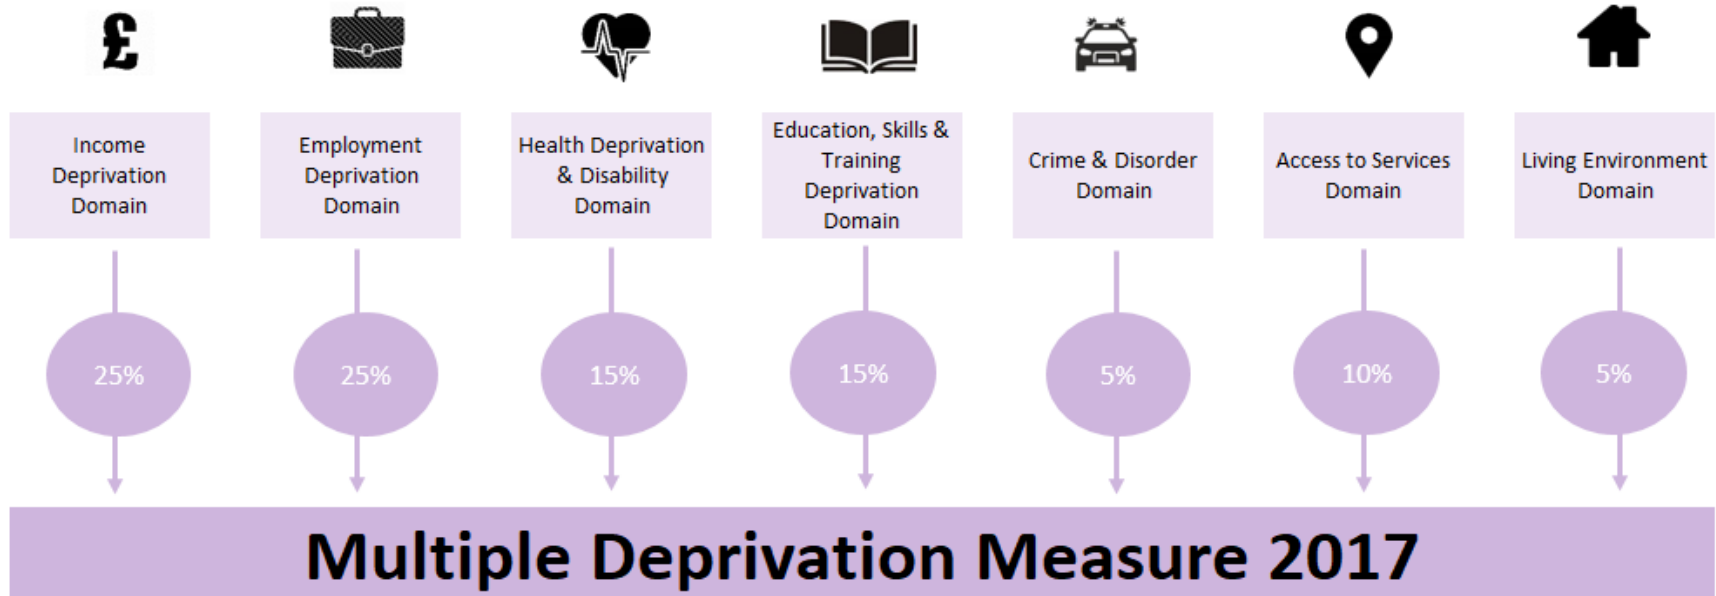 £
Income
Deprivation
Domain
Employment
Deprivation
Domain
Health Deprivation
& Disability
Domain
Education, Skills &
Training
Deprivation
Domain
Crime & Disorder
Domain
Access to Services
Domain
Living Environment
Domain
25%
25%
15%
15%
5%
10%
5%
Multiple Deprivation Measure 2017